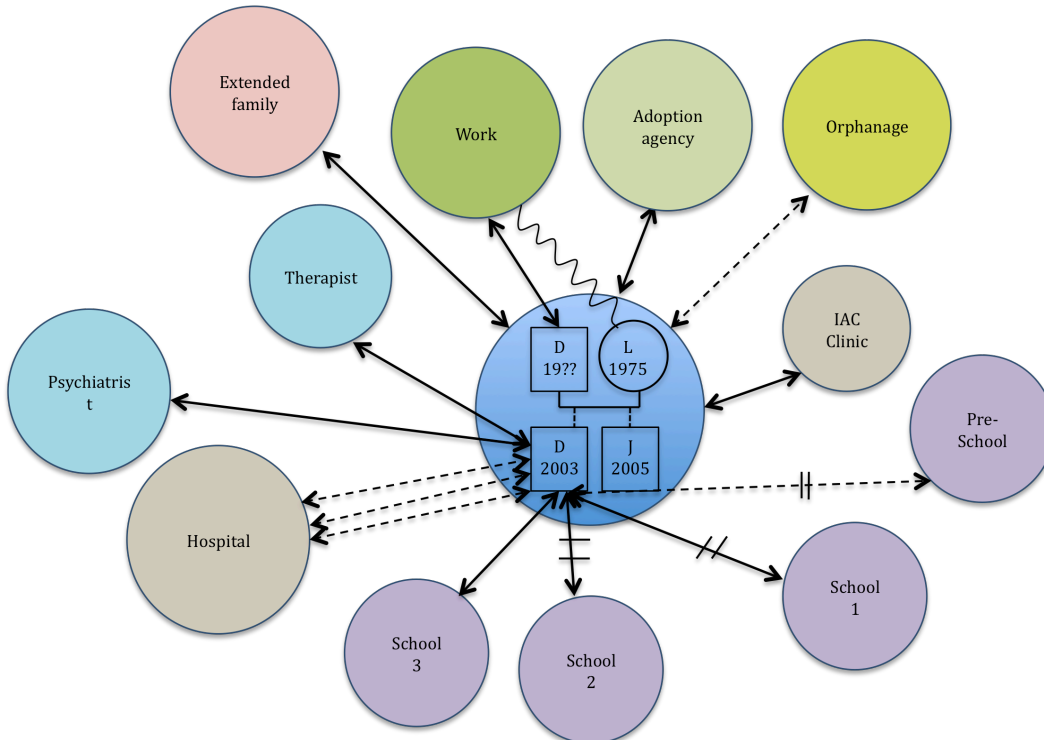 Extended
family
Work
Adoption
agency
Orphanage
Therapist
IAC
Clinic
D
19??
L
1975
Psychiatris
t
Pre-
School
D
2003
J
2005
Hospital
School
1
School
3
School
2